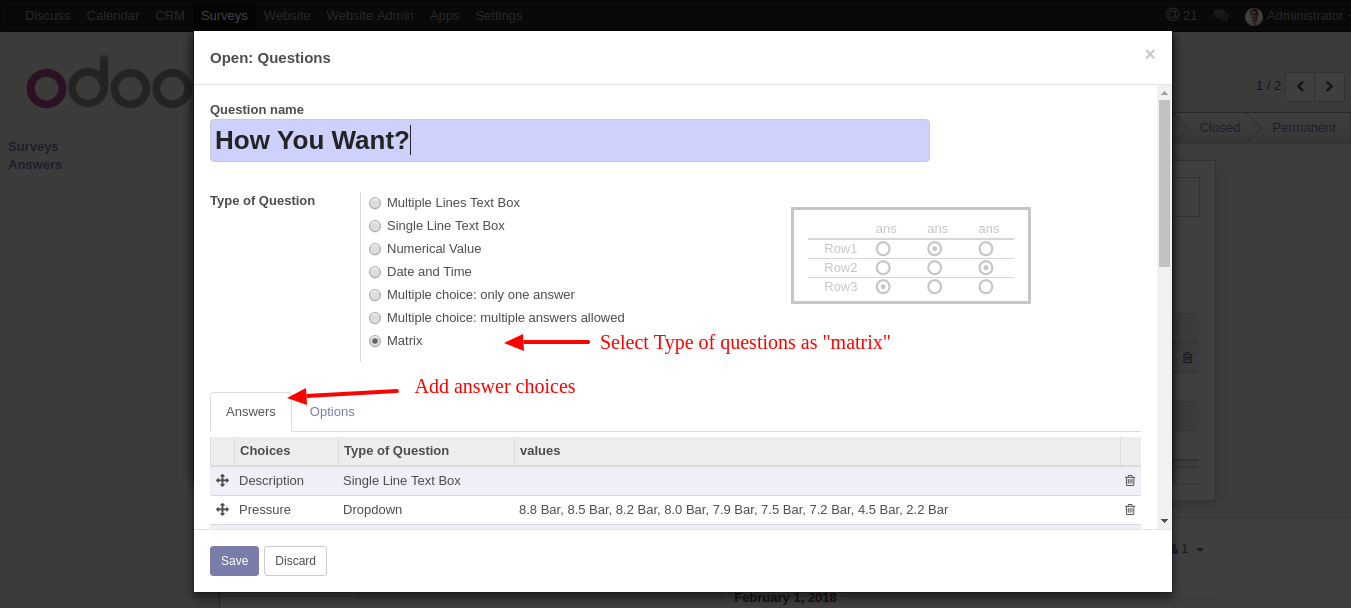 Discuss Calendar CRM Surveys Website Website Admin Apps Settings @ 21 Administrator
odoo
Open: Questions ×
1 / 2
Surveys
Answers
Closed Permanent
Question name
How You Want?
Type of Question
Multiple Lines Text Box
Single Line Text Box
Numerical Value
Date and Time
Multiple choice: only one answer
Multiple choice: multiple answers allowed
Matrix
ans ans ans
Row1
Row2
Row3
Select Type of questions as "matrix"
Add answer choices
Answers Options
Choices Type of Question values
Description Single Line Text Box
Pressure Dropdown 8.8 Bar, 8.5 Bar, 8.2 Bar, 8.0 Bar, 7.9 Bar, 7.5 Bar, 7.2 Bar, 4.5 Bar, 2.2 Bar
Save Discard
1
February 1, 2018